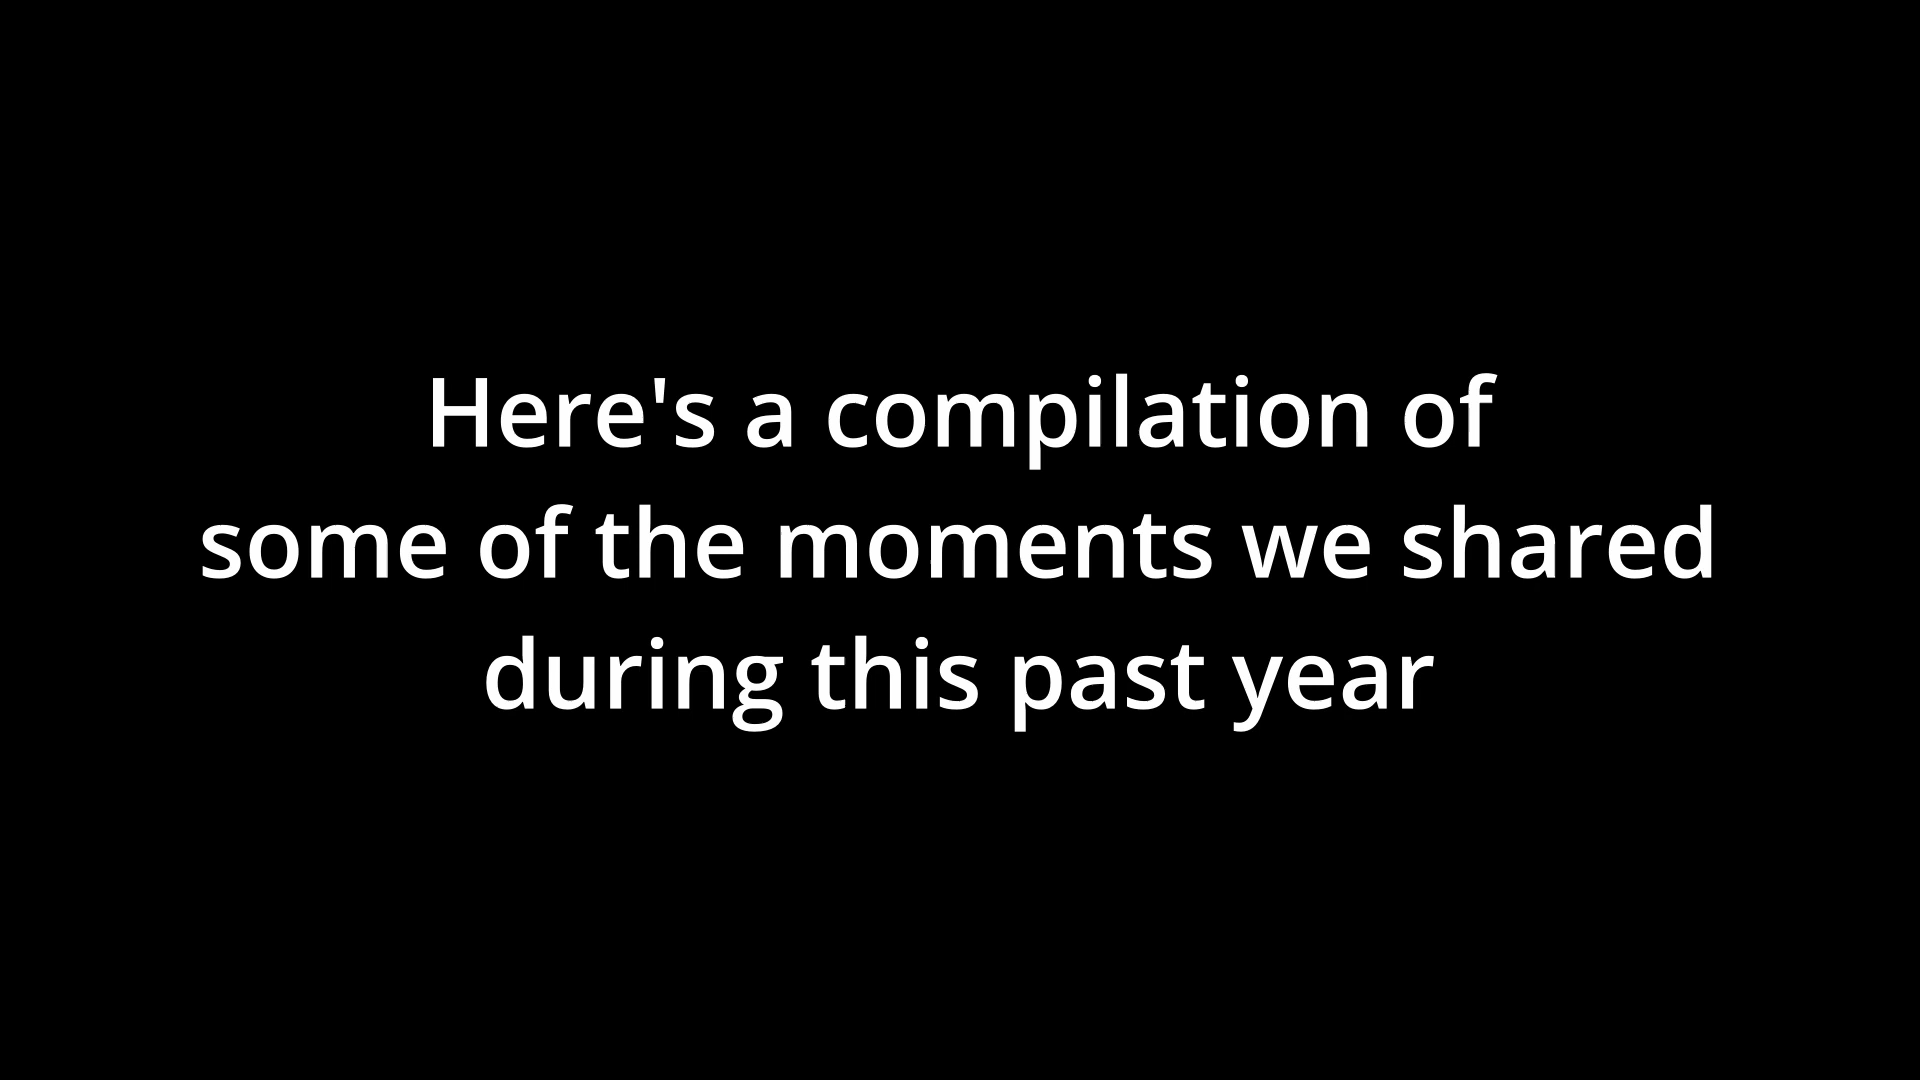 Here's a compilation of
some of the moments we shared
during this past year